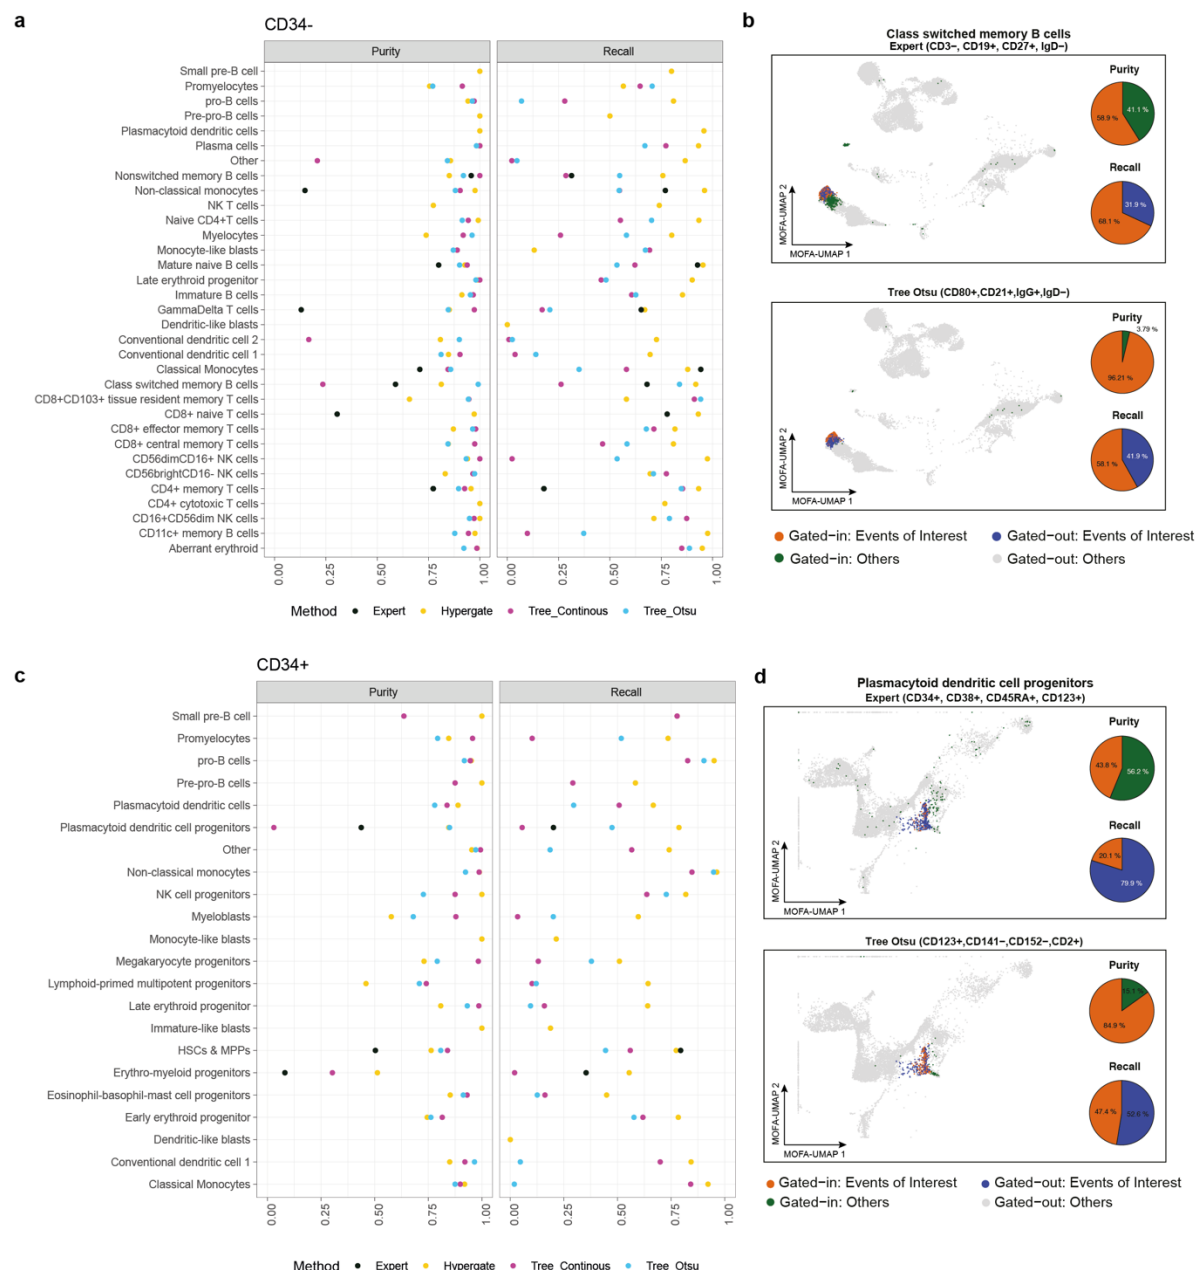 a
CD34-
Purity
Recall
Small pre-B cell
Promyelocytes
pro-B cells
Pre-pro-B cells
Plasmacytoid dendritic cells
Plasma cells
Other
Nonswitched memory B cells
Non-classical monocytes
NK T cells
Naive CD4+T cells
Myelocytes
Monocyte-like blasts
Mature naive B cells
Late erythroid progenitor
Immature B cells
GammaDelta T cells
Dendritic-like blasts
Conventional dendritic cell 2
Conventional dendritic cell 1
Classical Monocytes
Class switched memory B cells
CD8+CD103+ tissue resident memory T cells
CD8+ naive T cells
CD8+ effector memory T cells
CD8+ central memory T cells
CD56dimCD16+ NK cells
CD56brightCD16- NK cells
CD4+ memory T cells
CD4+ cytotoxic T cells
CD16+CD56dim NK cells
CD11c+ memory B cells
Aberrant erythroid
0.00 0.25 0.50 0.75 1.00
0.00 0.25 0.50 0.75 1.00
Method Expert Hypergate Tree_Continous Tree_Otsu
b
Class switched memory B cells
Expert (CD3−, CD19+, CD27+, IgD−)
Purity
41.1 %
58.9 %
Recall
31.9 %
68.1 %
MOFA-UMAP 2
MOFA-UMAP 1
Tree Otsu (CD80+,CD21+,IgG+,IgD−)
Purity
3.79 %
96.21 %
Recall
58.1 %
41.9 %
MOFA-UMAP 2
MOFA-UMAP 1
Gated−in: Events of Interest
Gated−out: Events of Interest
Gated−in: Others
Gated−out: Others
c
CD34+
Purity
Recall
Small pre-B cell
Promyelocytes
pro-B cells
Pre-pro-B cells
Plasmacytoid dendritic cells
Plasmacytoid dendritic cell progenitors
Other
Non-classical monocytes
NK cell progenitors
Myeloblasts
Monocyte-like blasts
Megakaryocyte progenitors
Lymphoid-primed multipotent progenitors
Late erythroid progenitor
Immature-like blasts
HSCs & MPPs
Erythro-myeloid progenitors
Eosinophil-basophil-mast cell progenitors
Early erythroid progenitor
Dendritic-like blasts
Conventional dendritic cell 1
Classical Monocytes
0.00 0.25 0.50 0.75 1.00
0.00 0.25 0.50 0.75 1.00
Method Expert Hypergate Tree_Continous Tree_Otsu
d
Plasmacytoid dendritic cell progenitors
Expert (CD34+, CD38+, CD45RA+, CD123+)
Purity
43.8 %
56.2 %
Recall
20.1 %
79.9 %
MOFA-UMAP 2
MOFA-UMAP 1
Tree Otsu (CD123+,CD141−,CD152−,CD2+)
Purity
15.1 %
84.9 %
Recall
47.4 %
52.6 %
MOFA-UMAP 2
MOFA-UMAP 1
Gated−in: Events of Interest
Gated−out: Events of Interest
Gated−in: Others
Gated−out: Others